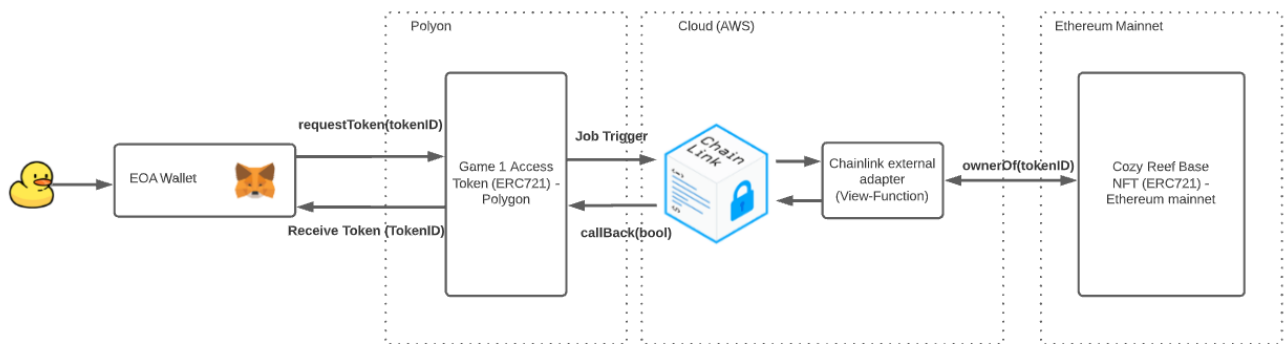 Polyon
Cloud (AWS)
Ethereum Mainnet
EOA Wallet
requestToken(tokenID)
Receive Token (TokenID)
Game 1 Access
Token (ERC721) -
Polygon
Job Trigger
callBack(bool)
Chain
Link
Chainlink external
adapter
(View-Function)
ownerOf(tokenID)
Cozy Reef Base
NFT (ERC721) -
Ethereum mainnet